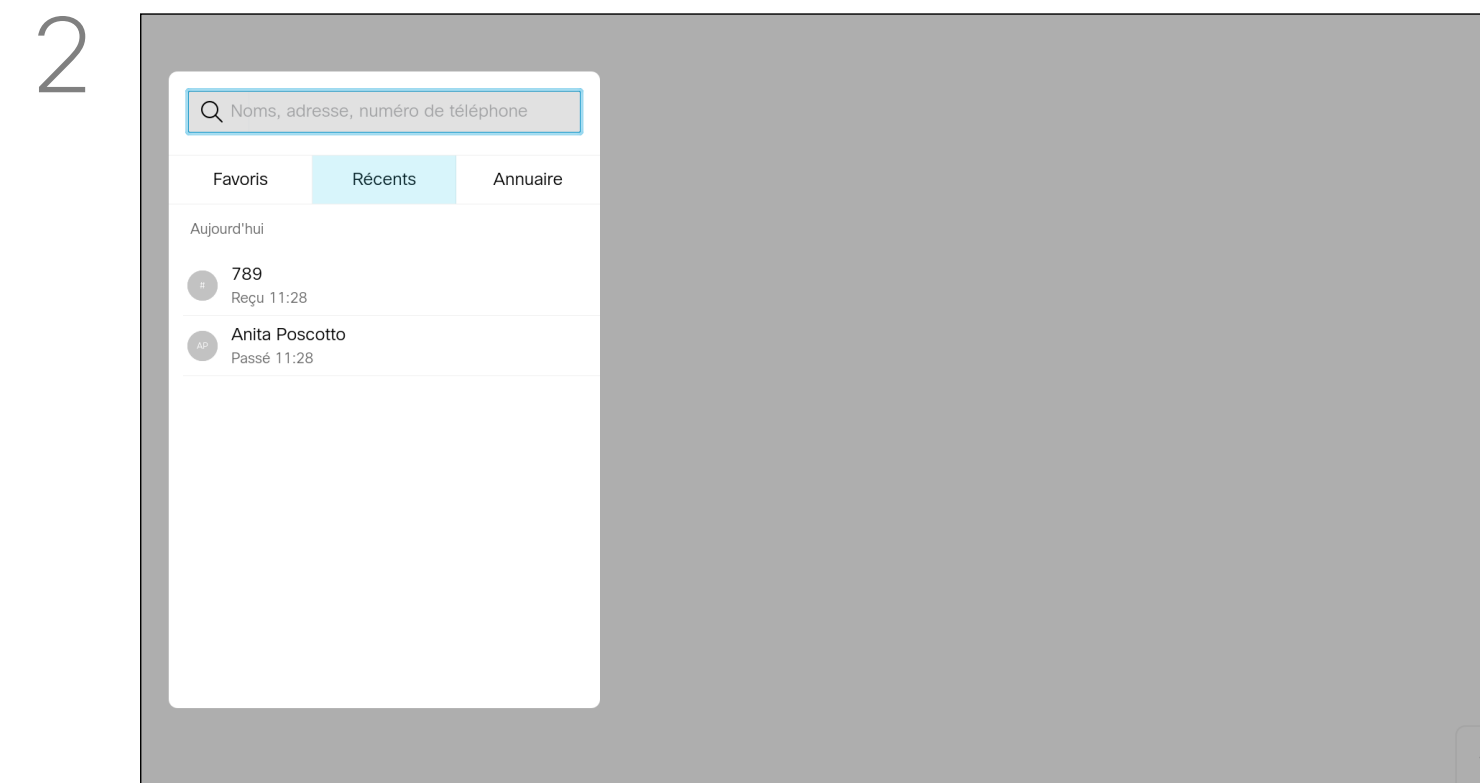 2
Noms, adresse, numéro de téléphone
Favoris Récents Annuaire
Aujourd'hui
#
789
Reçu 11:28
AP
Anita Poscotto
Passé 11:28